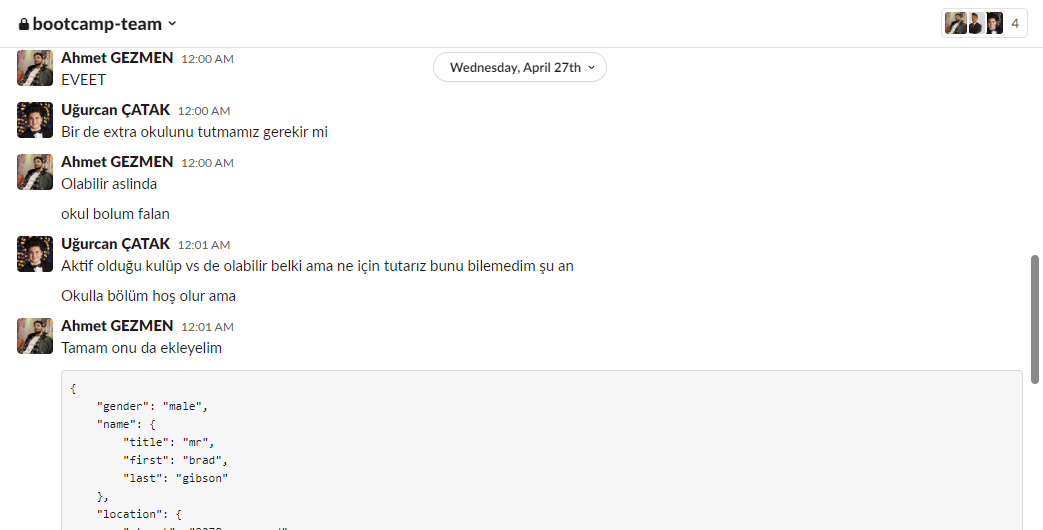 bootcamp-team
4
Wednesday, April 27th
Ahmet GEZMEN 12:00 AM
EVEET
Uğurcan ÇATAK 12:00 AM
Bir de extra okulunu tutmamız gerekir mi
Ahmet GEZMEN 12:00 AM
Olabilir aslinda
okul bolum falan
Uğurcan ÇATAK 12:01 AM
Aktif olduğu kulüp vs de olabilir belki ama ne için tutarız bunu bilemedim şu an
Okulla bölüm hoş olur ama
Ahmet GEZMEN 12:01 AM
Tamam onu da ekleyelim
{
"gender": "male",
"name": {
"title": "mr",
"first": "brad",
"last": "gibson"
},
"location": {